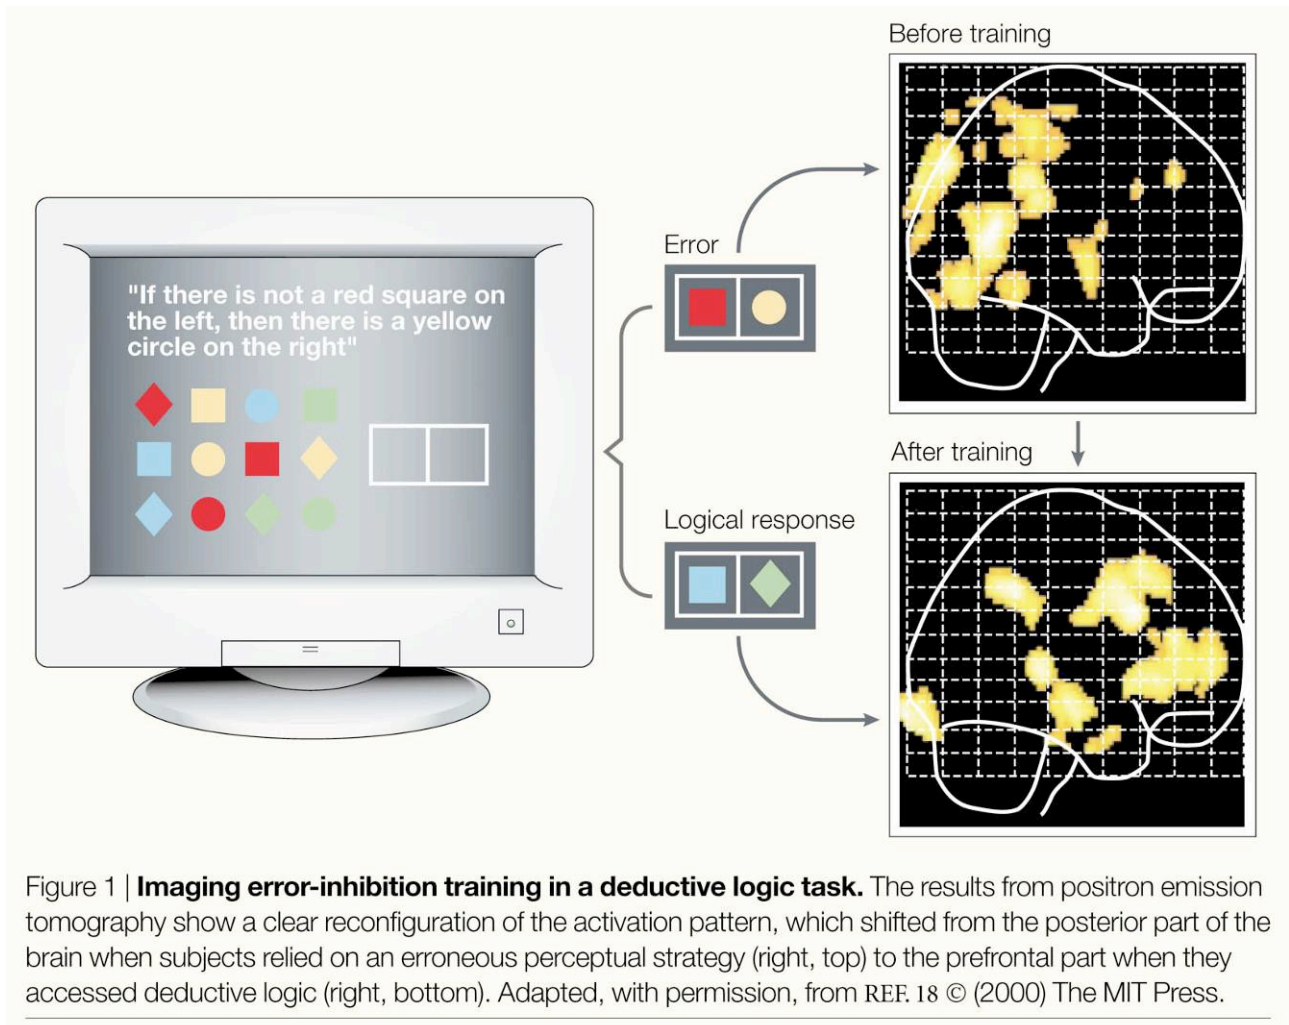 Before training
Error
"If there is not a red square on
the left, then there is a yellow
circle on the right"
After training
Logical response
Figure 1 | Imaging error-inhibition training in a deductive logic task. The results from positron emission
tomography show a clear reconfiguration of the activation pattern, which shifted from the posterior part of the
brain when subjects relied on an erroneous perceptual strategy (right, top) to the prefrontal part when they
accessed deductive logic (right, bottom). Adapted, with permission, from REF. 18 © (2000) The MIT Press.